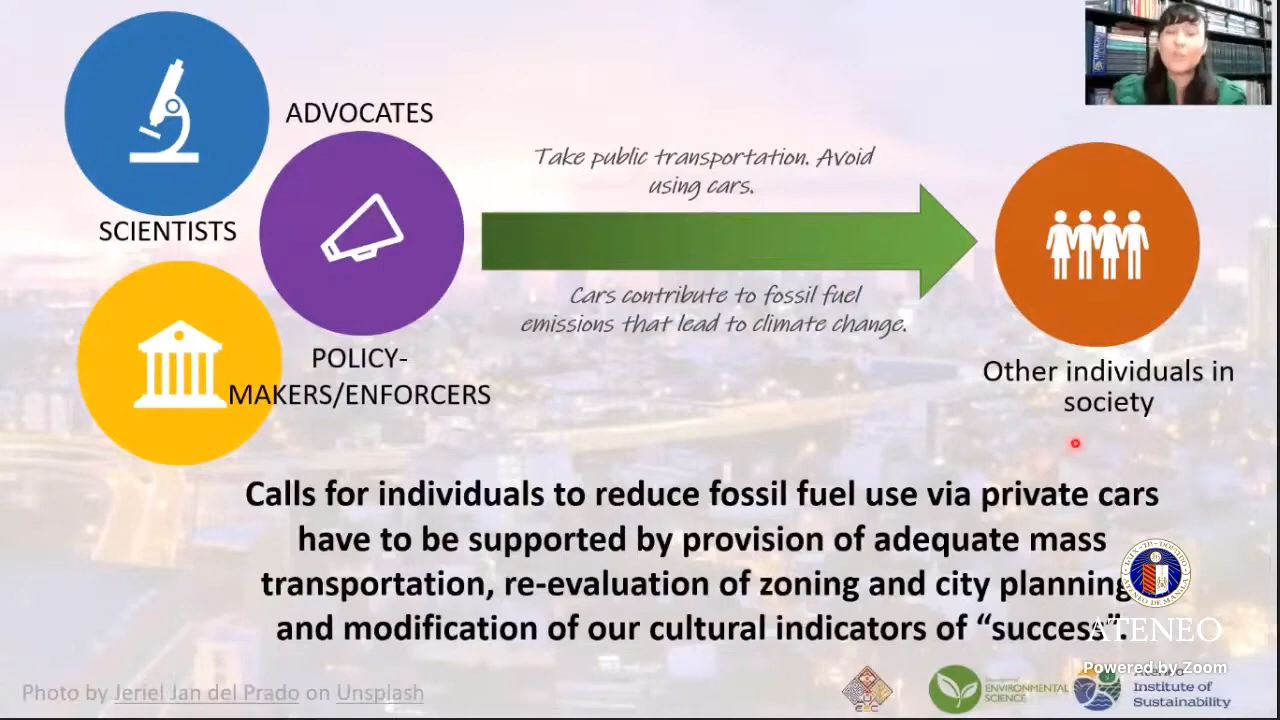 ADVOCATES
SCIENTISTS
POLICY-
MAKERS/ENFORCERS
Take public transportation. Avoid
using cars.
Cars contribute to fossil fuel
emissions that lead to climate change.
Other individuals in
society
Calls for individuals to reduce fossil fuel use via private cars
have to be supported by provision of adequate mass
transportation, re-evaluation of zoning and city planning
and modification of our cultural indicators of “success”.
ATENEO
Powered by Zoom
Photo by Jeriel Jan del Prado on Unsplash
ENVIRONMENTAL
SCIENCE
Ateneo
Institute of
Sustainability